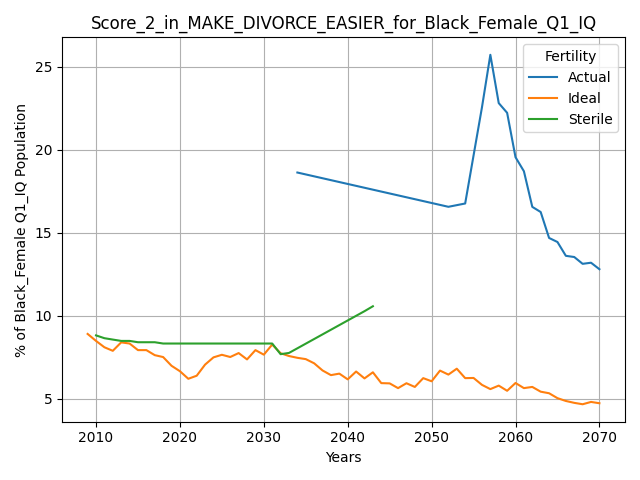 Score_2_in_MAKE_DIVORCE_EASIER_for_Black_Female_Q1_IQ
Fertility
Actual
Ideal
Sterile
% of Black_Female Q1_IQ Population
25
20
15
10
5
2010 2020 2030 2040 2050 2060 2070
Years